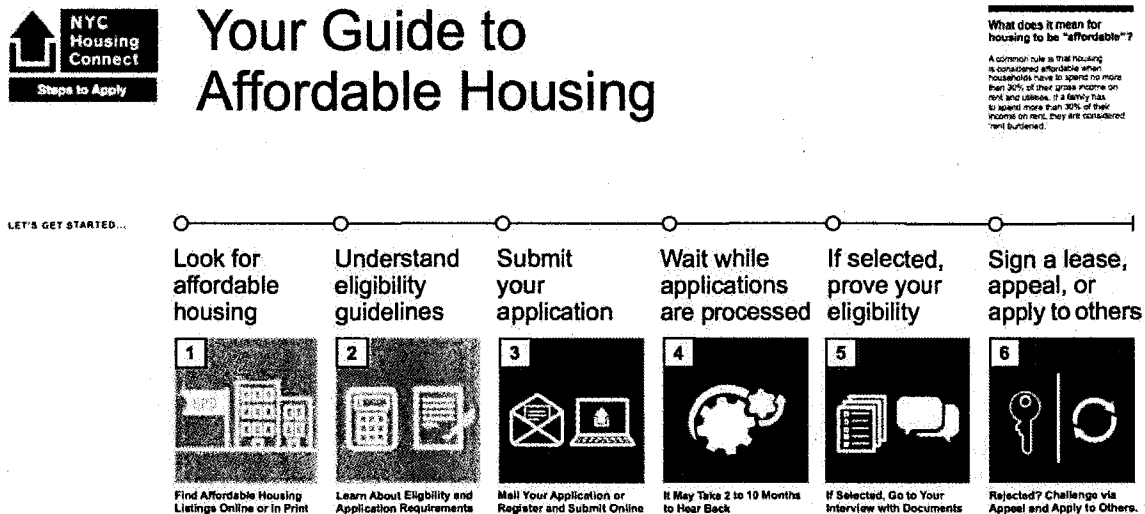 NYC
Housing
Connect
Steps to Apply
Your Guide to
Affordable Housing
What does it mean for
housing to be "affordable"?
A common rule is that housing
is considered affordable when
households have to spend no more
than 30% of their gross income on
rent and utilities. If a family has
to spend more than 30% of their
income on rent, they are considered
"rent burdened."
LET'S GET STARTED...
Look for
affordable
housing
Understand
eligibility
guidelines
Submit
your
application
Wait while
applications
are processed
If selected,
prove your
eligibility
Sign a lease,
appeal, or
apply to others
1
2
3
4
5
6
Find Affordable Housing
Listings Online or in Print
Learn About Eligbility and
Application Requirements
Mail Your Application or
Register and Submit Online
It May Take 2 to 10 Months
to Hear Back
If Selected, Go to Your
Interview with Documents
Rejected? Challenge via
Appeal and Apply to Others.